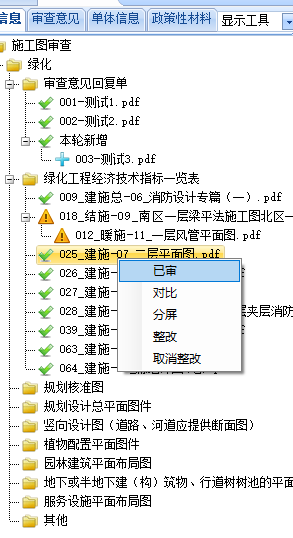 信息 审查意见 单体信息 政策性材料 显示工具
施工图审查
绿化
审查意见回复单
001-测试1.pdf
002-测试2.pdf
本轮新增
003-测试3.pdf
绿化工程经济技术指标一览表
009_建施总-06_消防设计专篇（一）.pdf
018_结施-09_南区一层梁平法施工图北区一
012_暖施-11_一层风管平面图.pdf
025_建施-07_二层平面图.pdf
026_建施
027_建施
028_建施 层夹层消防
039_建施
063_建施
064_建施
已审
对比
分屏
整改
取消整改
规划核准图
规划设计总平面图件
竖向设计图（道路、河道应提供断面图）
植物配置平面图件
园林建筑平面布局图
地下或半地下建（构）筑物、行道树树池的平面
服务设施平面布局图
其他